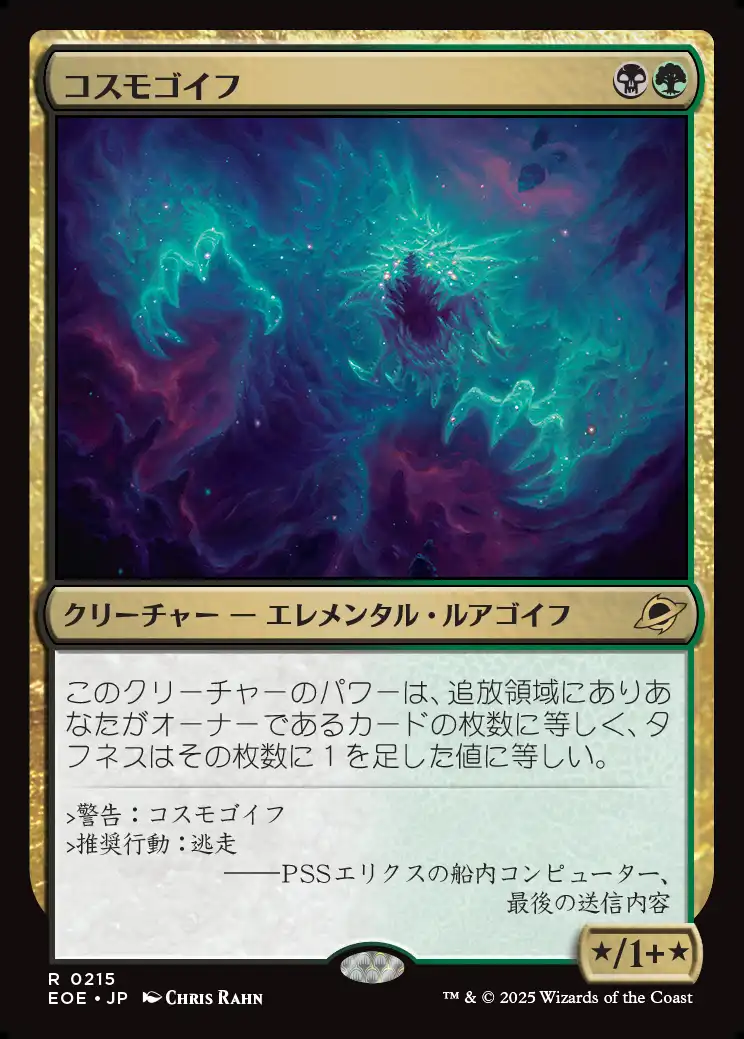 コスモゴイフ
クリーチャー — エレメンタル・ルアゴイフ
このクリーチャーのパワーは、追放領域にありあ
なたがオーナーであるカードの枚数に等しく、タ
フネスはその枚数に１を足した値に等しい。
>警告：コスモゴイフ
>推奨行動：逃走
――PSSエリクスの船内コンピューター、
最後の送信内容
★/1+★
R 0215
EOE • JP Chris Rahn
™ & © 2025 Wizards of the Coast